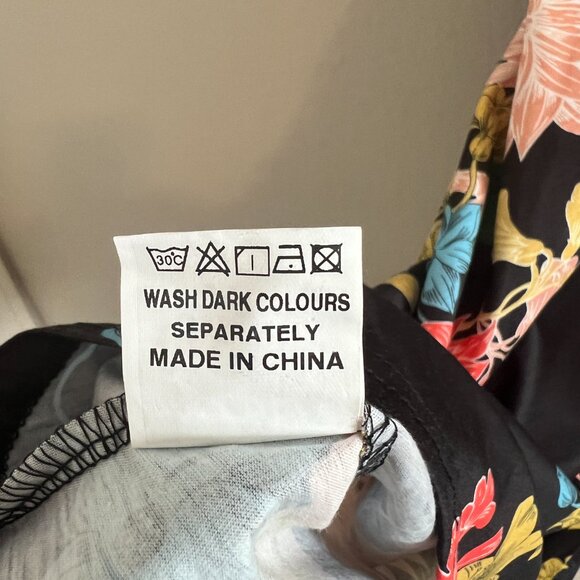 30°C
WASH DARK COLOURS
SEPARATELY
MADE IN CHINA